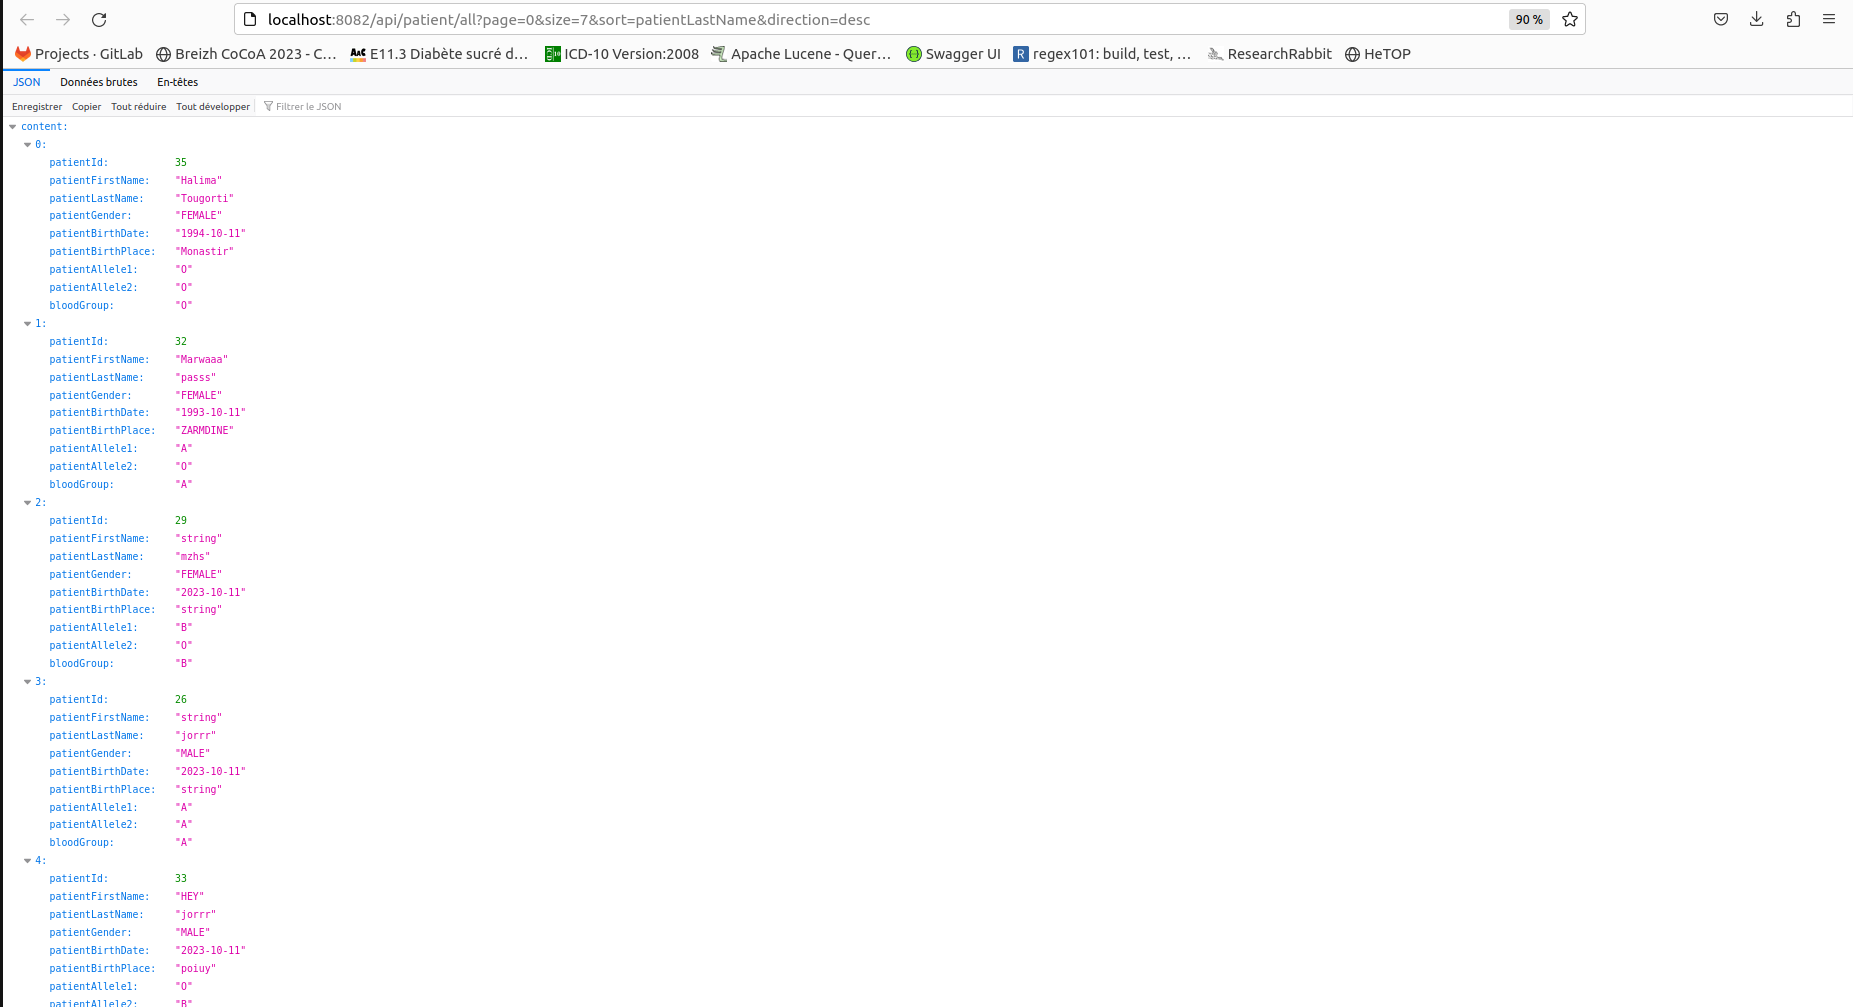 localhost:8082/api/patient/all?page=0&size=7&sort=patientLastName&direction=desc 90 %
Projects · GitLab Breizh CoCoA 2023 - C… AaC E11.3 Diabète sucré d… ICD-10 Version:2008 Apache Lucene - Quer… Swagger UI R regex101: build, test, … ResearchRabbit HeTOP
JSON Données brutes En-têtes
Enregistrer Copier Tout réduire Tout développer Filtrer le JSON
content:
0:
patientId: 35
patientFirstName: "Halima"
patientLastName: "Tougorti"
patientGender: "FEMALE"
patientBirthDate: "1994-10-11"
patientBirthPlace: "Monastir"
patientAllele1: "O"
patientAllele2: "O"
bloodGroup: "O"
1:
patientId: 32
patientFirstName: "Marwaaa"
patientLastName: "passs"
patientGender: "FEMALE"
patientBirthDate: "1993-10-11"
patientBirthPlace: "ZARMDINE"
patientAllele1: "A"
patientAllele2: "O"
bloodGroup: "A"
2:
patientId: 29
patientFirstName: "string"
patientLastName: "mzhs"
patientGender: "FEMALE"
patientBirthDate: "2023-10-11"
patientBirthPlace: "string"
patientAllele1: "B"
patientAllele2: "O"
bloodGroup: "B"
3:
patientId: 26
patientFirstName: "string"
patientLastName: "jorrr"
patientGender: "MALE"
patientBirthDate: "2023-10-11"
patientBirthPlace: "string"
patientAllele1: "A"
patientAllele2: "A"
bloodGroup: "A"
4:
patientId: 33
patientFirstName: "HEY"
patientLastName: "jorrr"
patientGender: "MALE"
patientBirthDate: "2023-10-11"
patientBirthPlace: "poiuy"
patientAllele1: "O"
patientAllele2: "B"